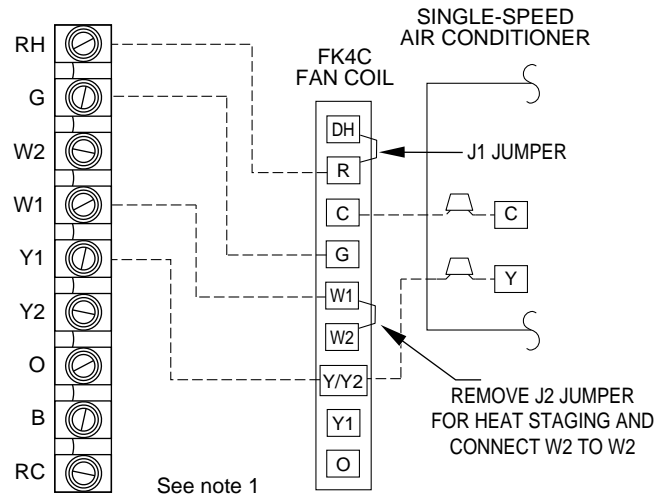 SINGLE-SPEED
AIR CONDITIONER
FK4C
FAN COIL
RH
G
W2
W1
Y1
Y2
O
B
RC
See note 1
DH
R
C
G
W1
W2
Y/Y2
Y1
O
J1 JUMPER
C
Y
REMOVE J2 JUMPER
FOR HEAT STAGING AND
CONNECT W2 TO W2